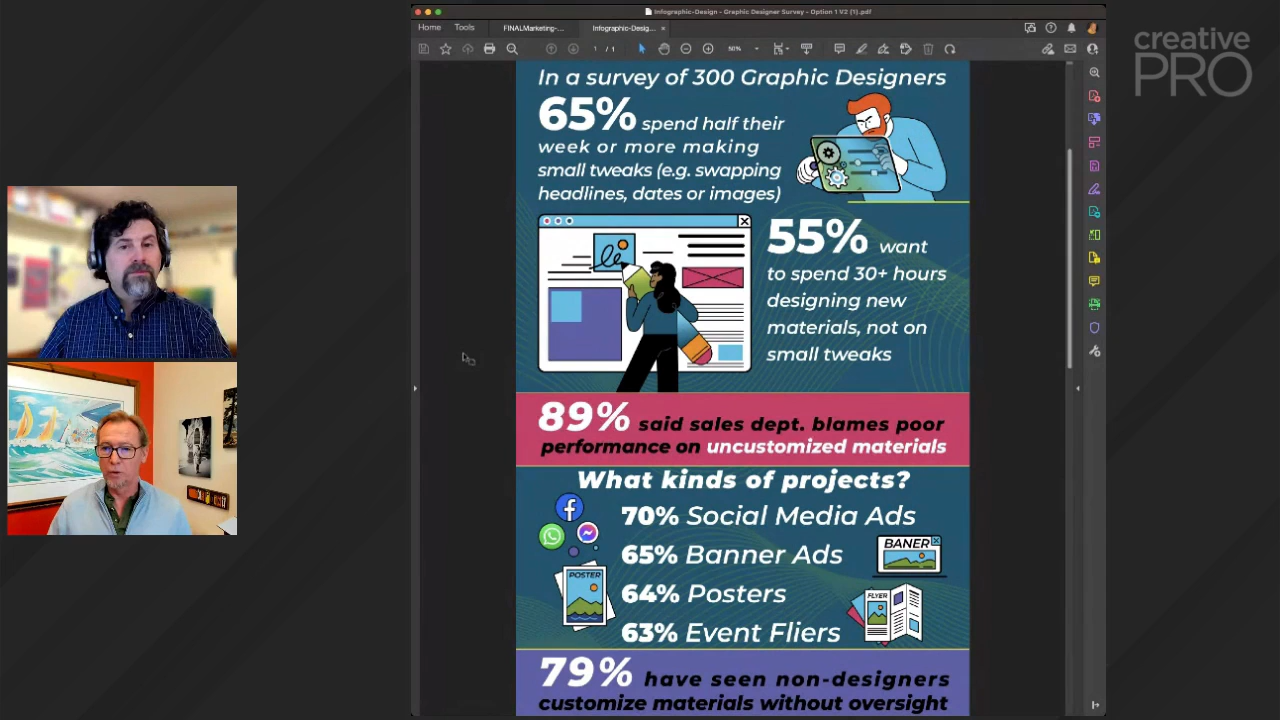 Infographic-Design - Graphic Designer Survey - Option 1 V2 (1).pdf
Home Tools FINALMarketing-... Infographic-Desig... ×
1 / 1 50%
creative
PRO
In a survey of 300 Graphic Designers
65% spend half their
week or more making
small tweaks (e.g. swapping
headlines, dates or images)
55% want
to spend 30+ hours
designing new
materials, not on
small tweaks
89% said sales dept. blames poor
performance on uncustomized materials
What kinds of projects?
70% Social Media Ads
65% Banner Ads
BANER
64% Posters
POSTER
63% Event Fliers
FLYER
79% have seen non-designers
customize materials without oversight